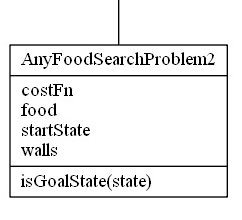 AnyFoodSearchProblem2
costFn
food
startState
walls
isGoalState(state)